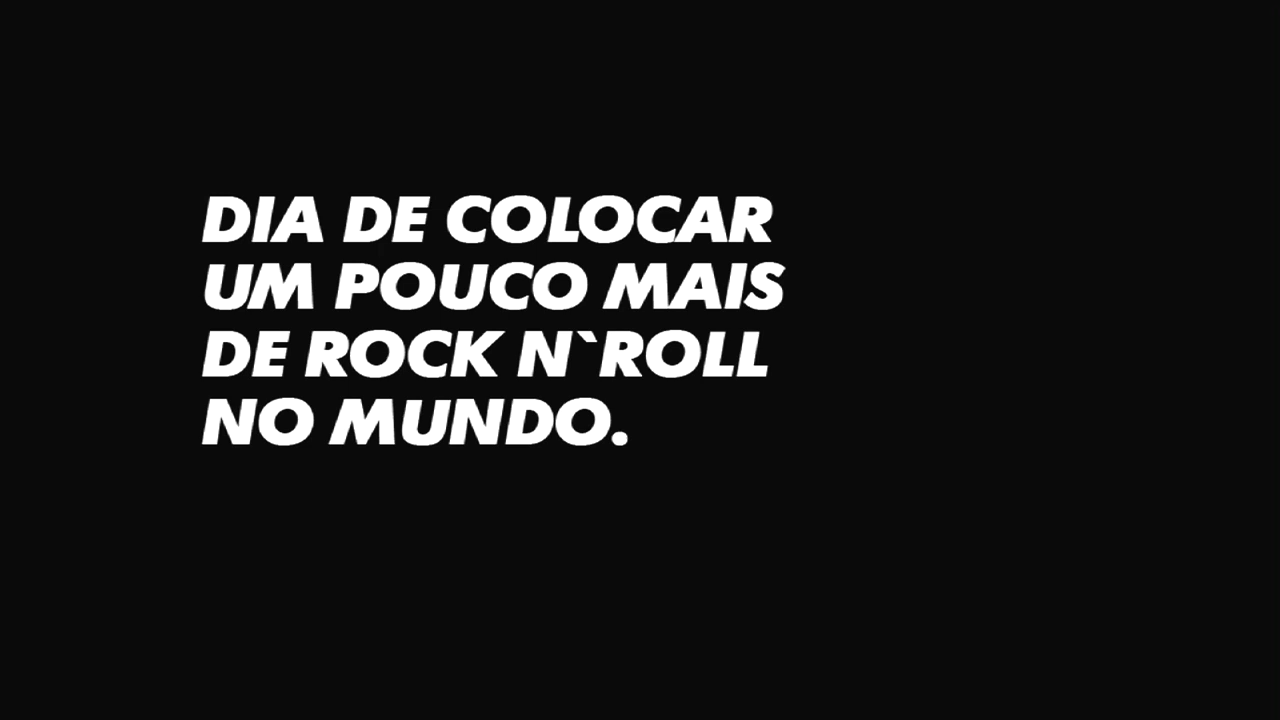 DIA DE COLOCAR
UM POUCO MAIS
DE ROCK N`ROLL
NO MUNDO.